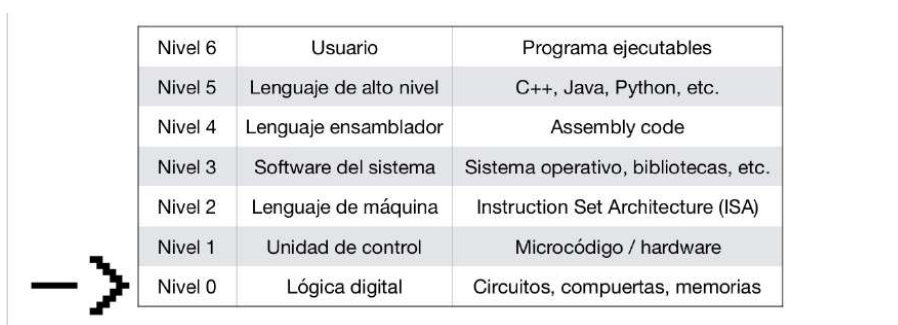 Nivel 6 Usuario Programa ejecutables
Nivel 5 Lenguaje de alto nivel C++, Java, Python, etc.
Nivel 4 Lenguaje ensamblador Assembly code
Nivel 3 Software del sistema Sistema operativo, bibliotecas, etc.
Nivel 2 Lenguaje de máquina Instruction Set Architecture (ISA)
Nivel 1 Unidad de control Microcódigo / hardware
Nivel 0 Lógica digital Circuitos, compuertas, memorias